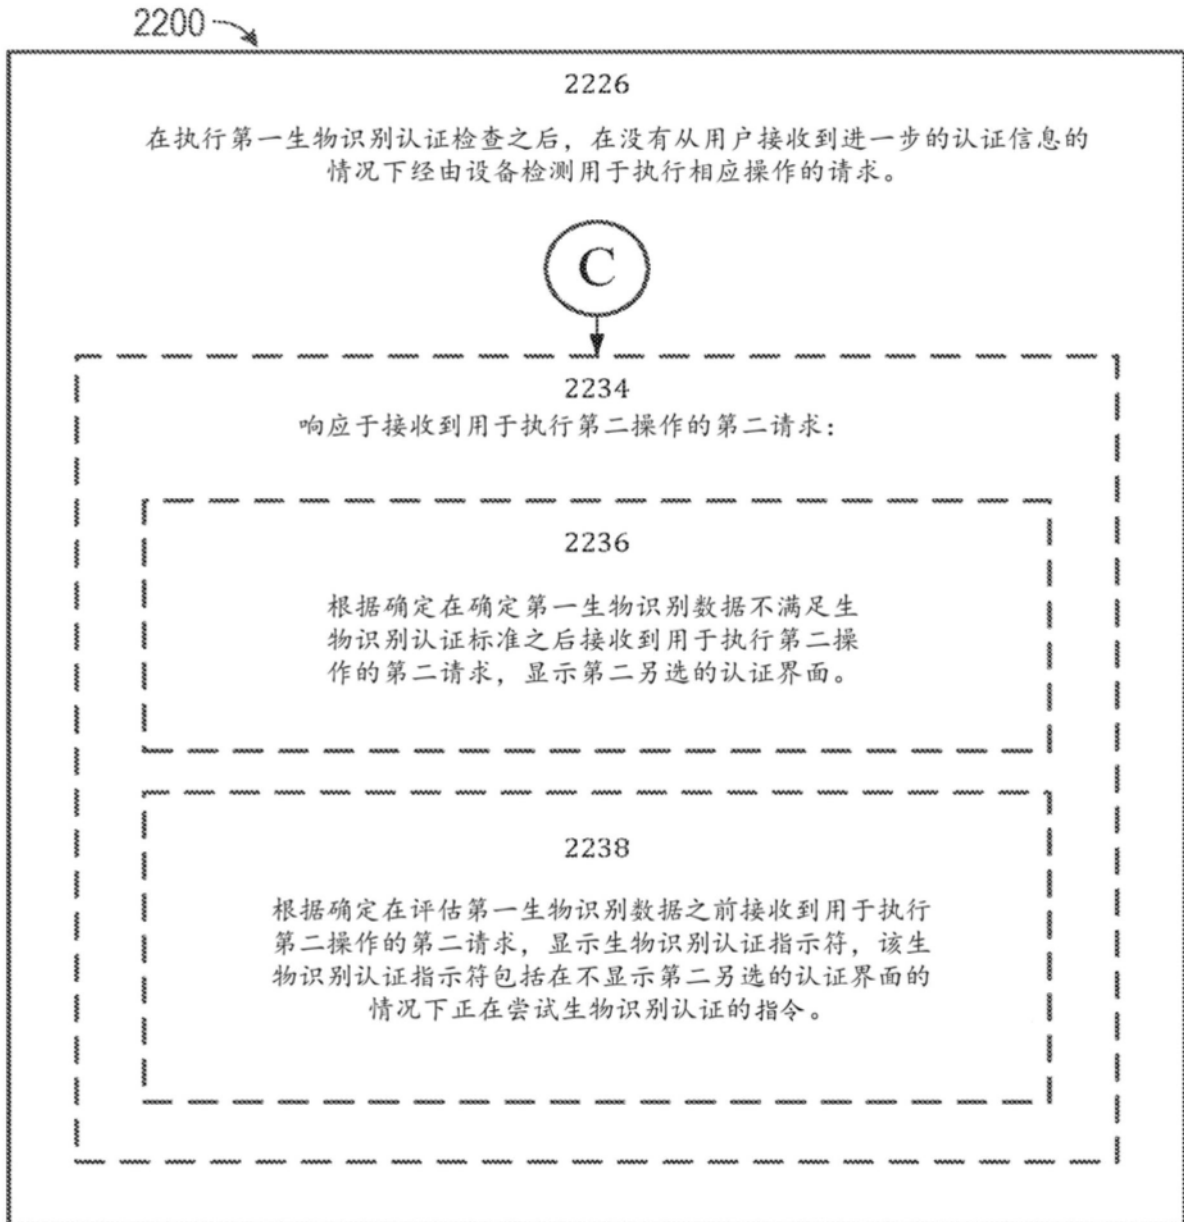 2200
2226
在执行第一生物识别认证检查之后，在没有从用户接收到进一步的认证信息的
情况下经由设备检测用于执行相应操作的请求。
C
2234
响应于接收到用于执行第二操作的第二请求：
2236
根据确定在确定第一生物识别数据不满足生
物识别认证标准之后接收到用于执行第二操
作的第二请求，显示第二另选的认证界面。
2238
根据确定在评估第一生物识别数据之前接收到用于执行
第二操作的第二请求，显示生物识别认证指示符，该生
物识别认证指示符包括在不显示第二另选的认证界面的
情况下正在尝试生物识别认证的指令。